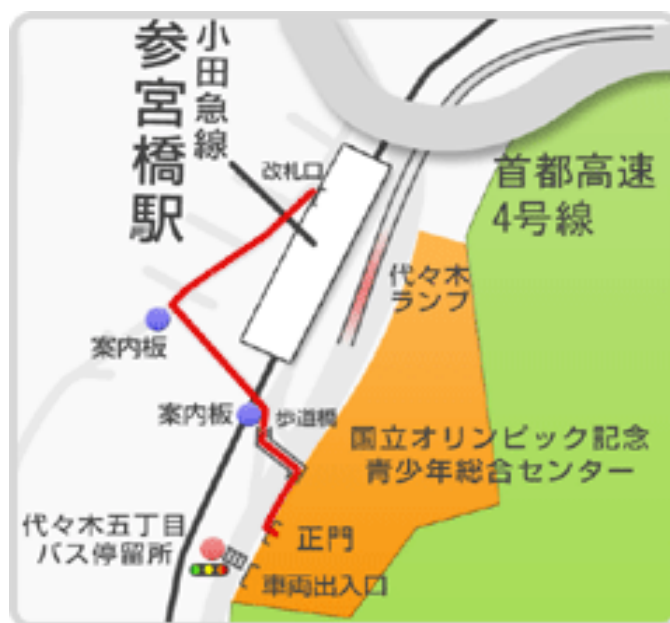 参宮橋駅
小田急線
改札口
首都高速
4号線
代々木
ランプ
案内板
案内板
歩道橋
国立オリンピック記念
青少年総合センター
代々木五丁目
バス停留所
正門
車両出入口